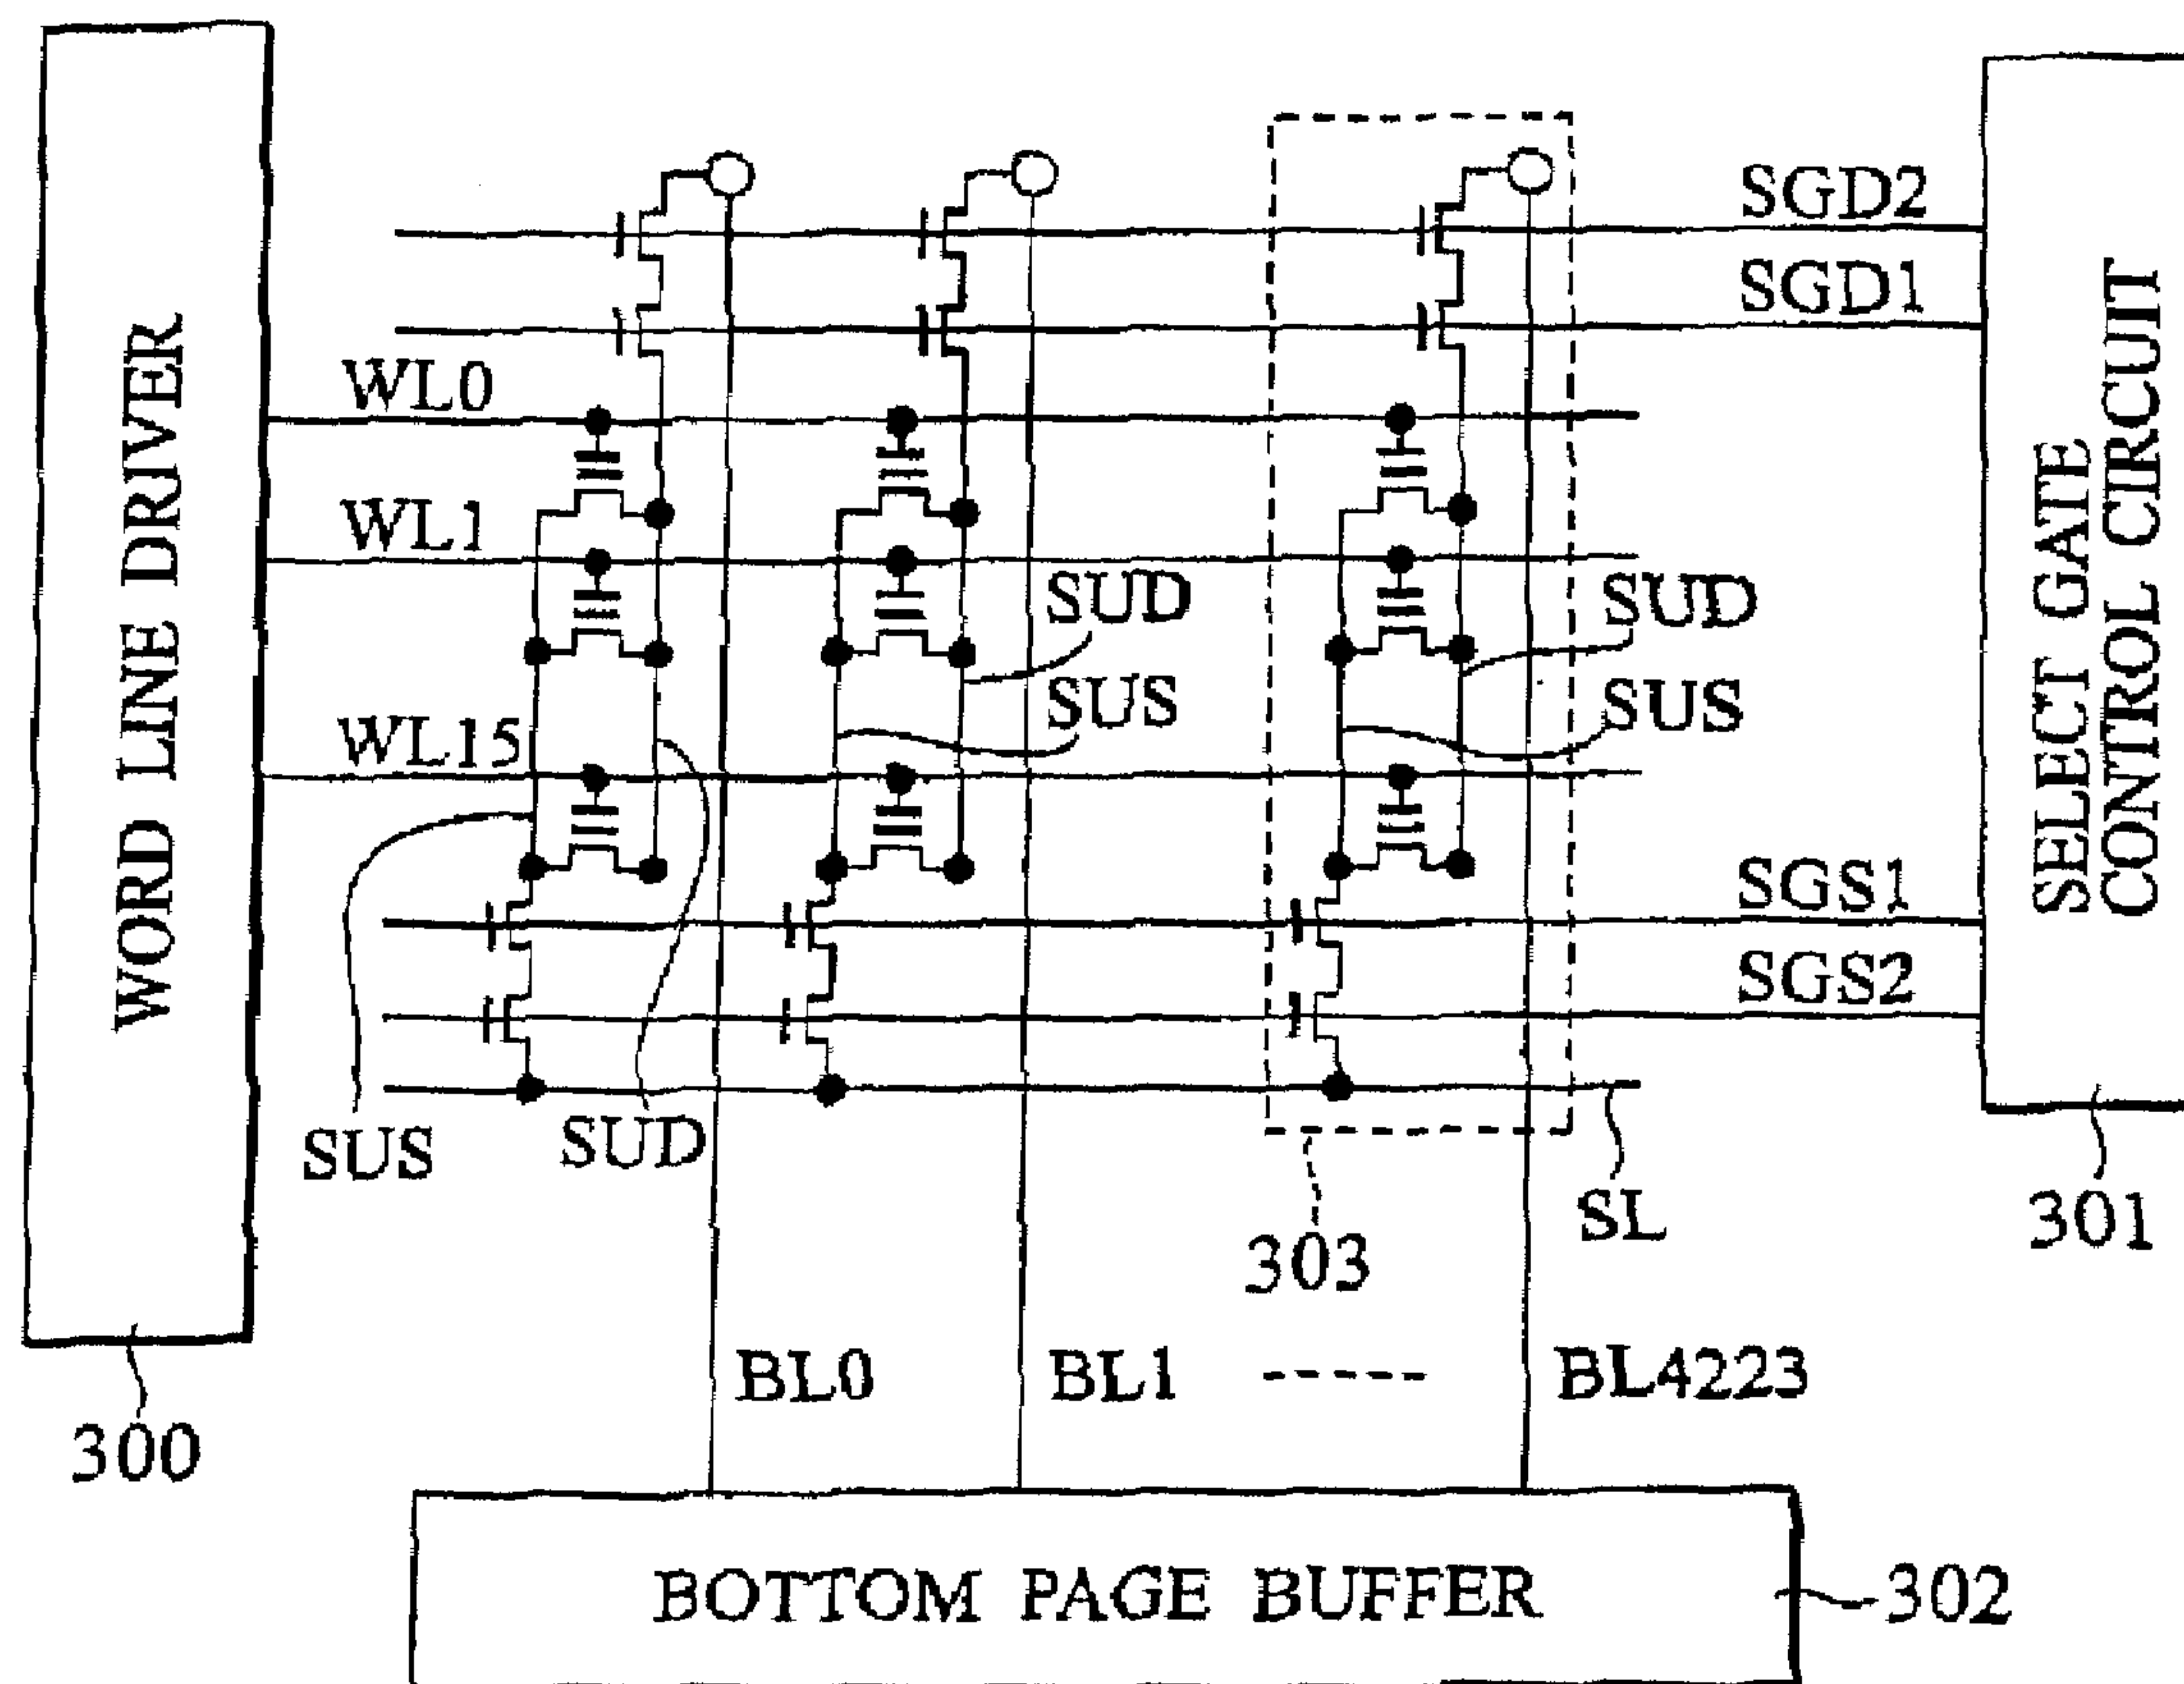 WORD LINE DRIVER
SGD2
SGD1
WL0
WL1
SUD
SUD
SUS
SUS
WL15
SGS1
SGS2
SELECT GATE
CONTROL CIRCUIT
SUS
SUD
SL
301
303
BL0
BL1
BL4223
300
BOTTOM PAGE BUFFER
302